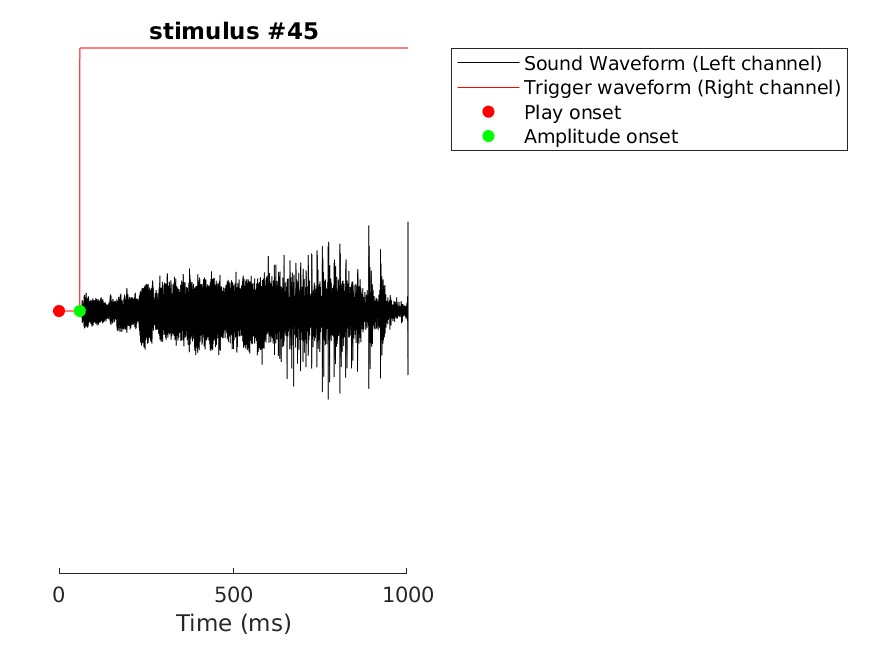 stimulus #45
Sound Waveform (Left channel)
Trigger waveform (Right channel)
Play onset
Amplitude onset
0 500 1000
Time (ms)